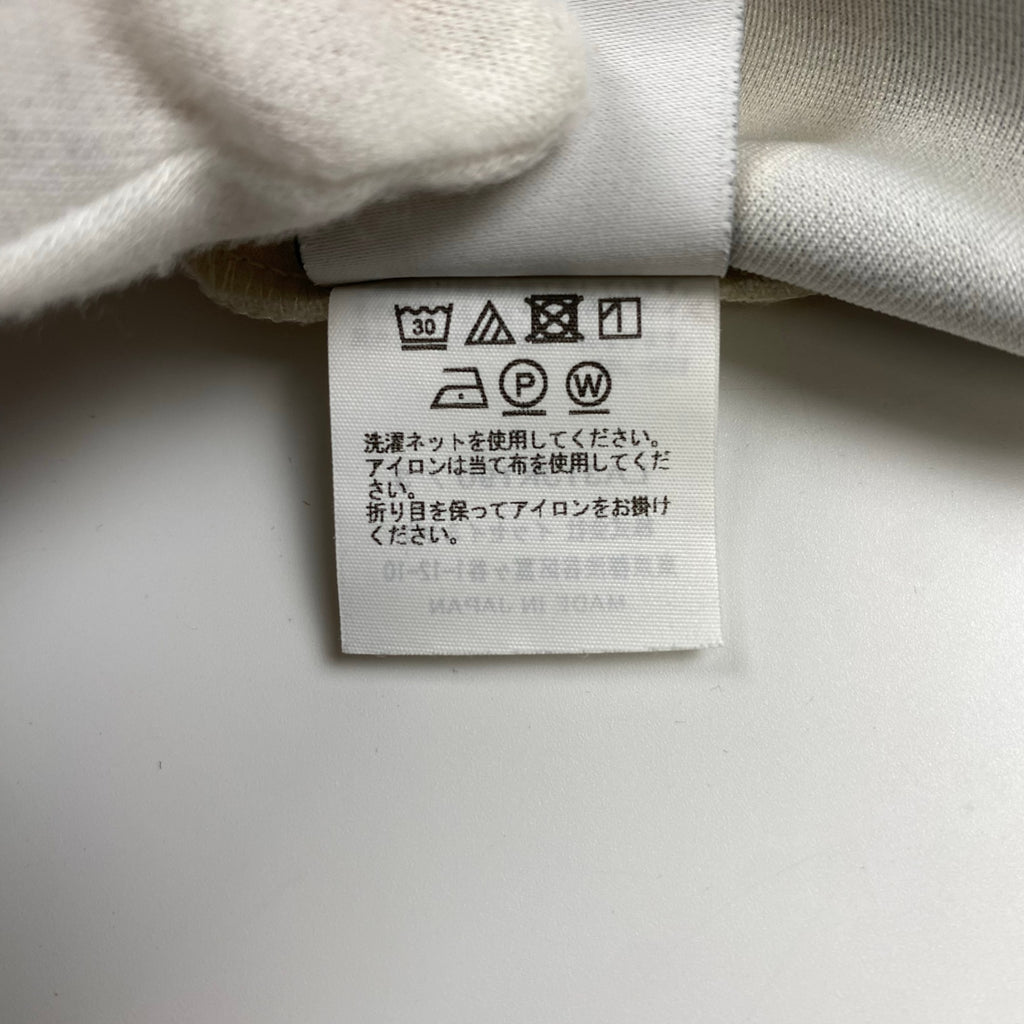 30
P W
洗濯ネットを使用してください。
アイロンは当て布を使用してくだ
さい。
折り目を保ってアイロンをお掛け
ください。
MADE IN JAPAN